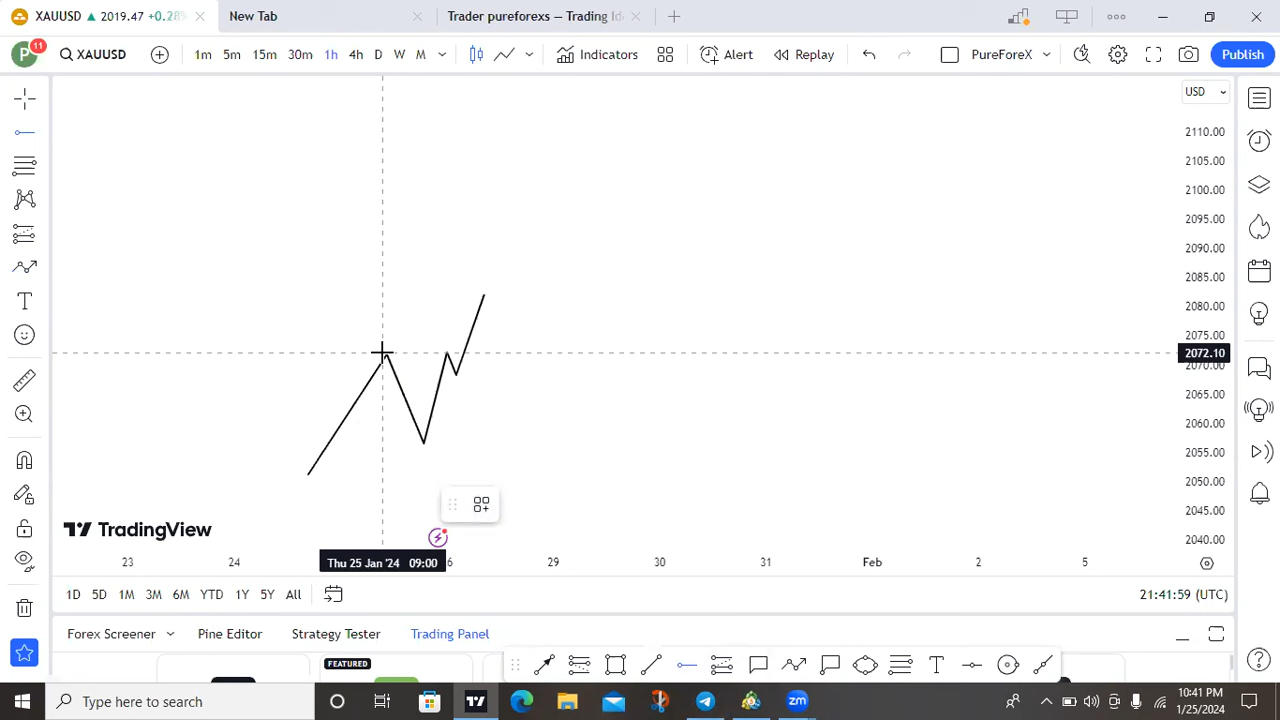 XAUUSD ▲ 2019.47 +0.28%
New Tab
Trader pureforexs — Trading Id
P 11 XAUUSD 1m 5m 15m 30m 1h 4h D W M Indicators Alert Replay PureForeX Publish
USD
2110.00
2105.00
2100.00
2095.00
2090.00
2085.00
2080.00
2075.00
2072.10
2070.00
2065.00
2060.00
2055.00
2050.00
2045.00
2040.00
TradingView
23 24 Thu 25 Jan '24 09:00 6 29 30 31 Feb 2 5
1D 5D 1M 3M 6M YTD 1Y 5Y All 21:41:59 (UTC)
Forex Screener Pine Editor Strategy Tester Trading Panel
FEATURED
Type here to search
zm
10:41 PM
1/25/2024